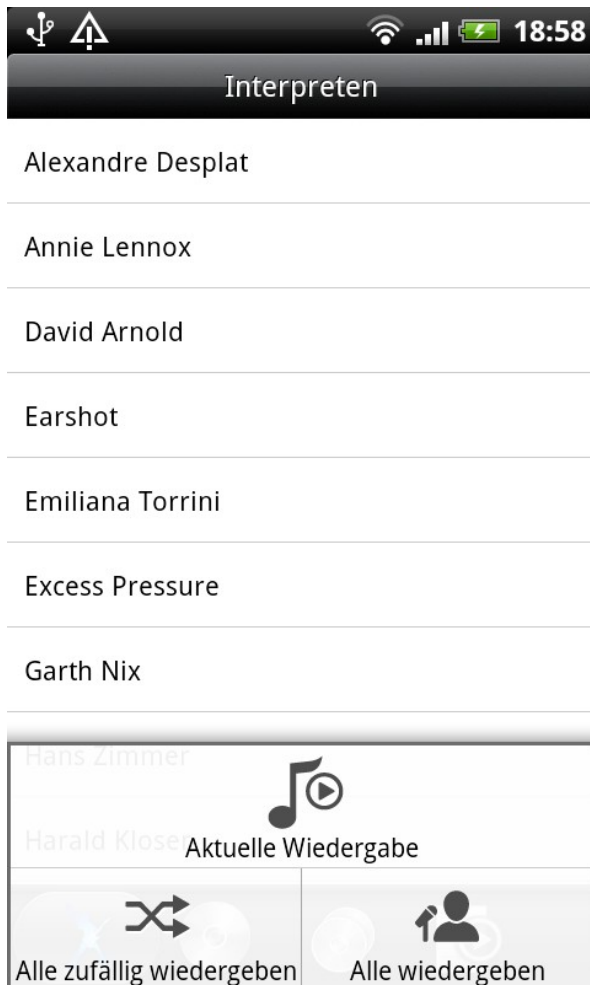 18:58
Interpreten
Alexandre Desplat
Annie Lennox
David Arnold
Earshot
Emiliana Torrini
Excess Pressure
Garth Nix
Hans Zimmer
Harald Kloser
Aktuelle Wiedergabe
Alle zufällig wiedergeben
Alle wiedergeben